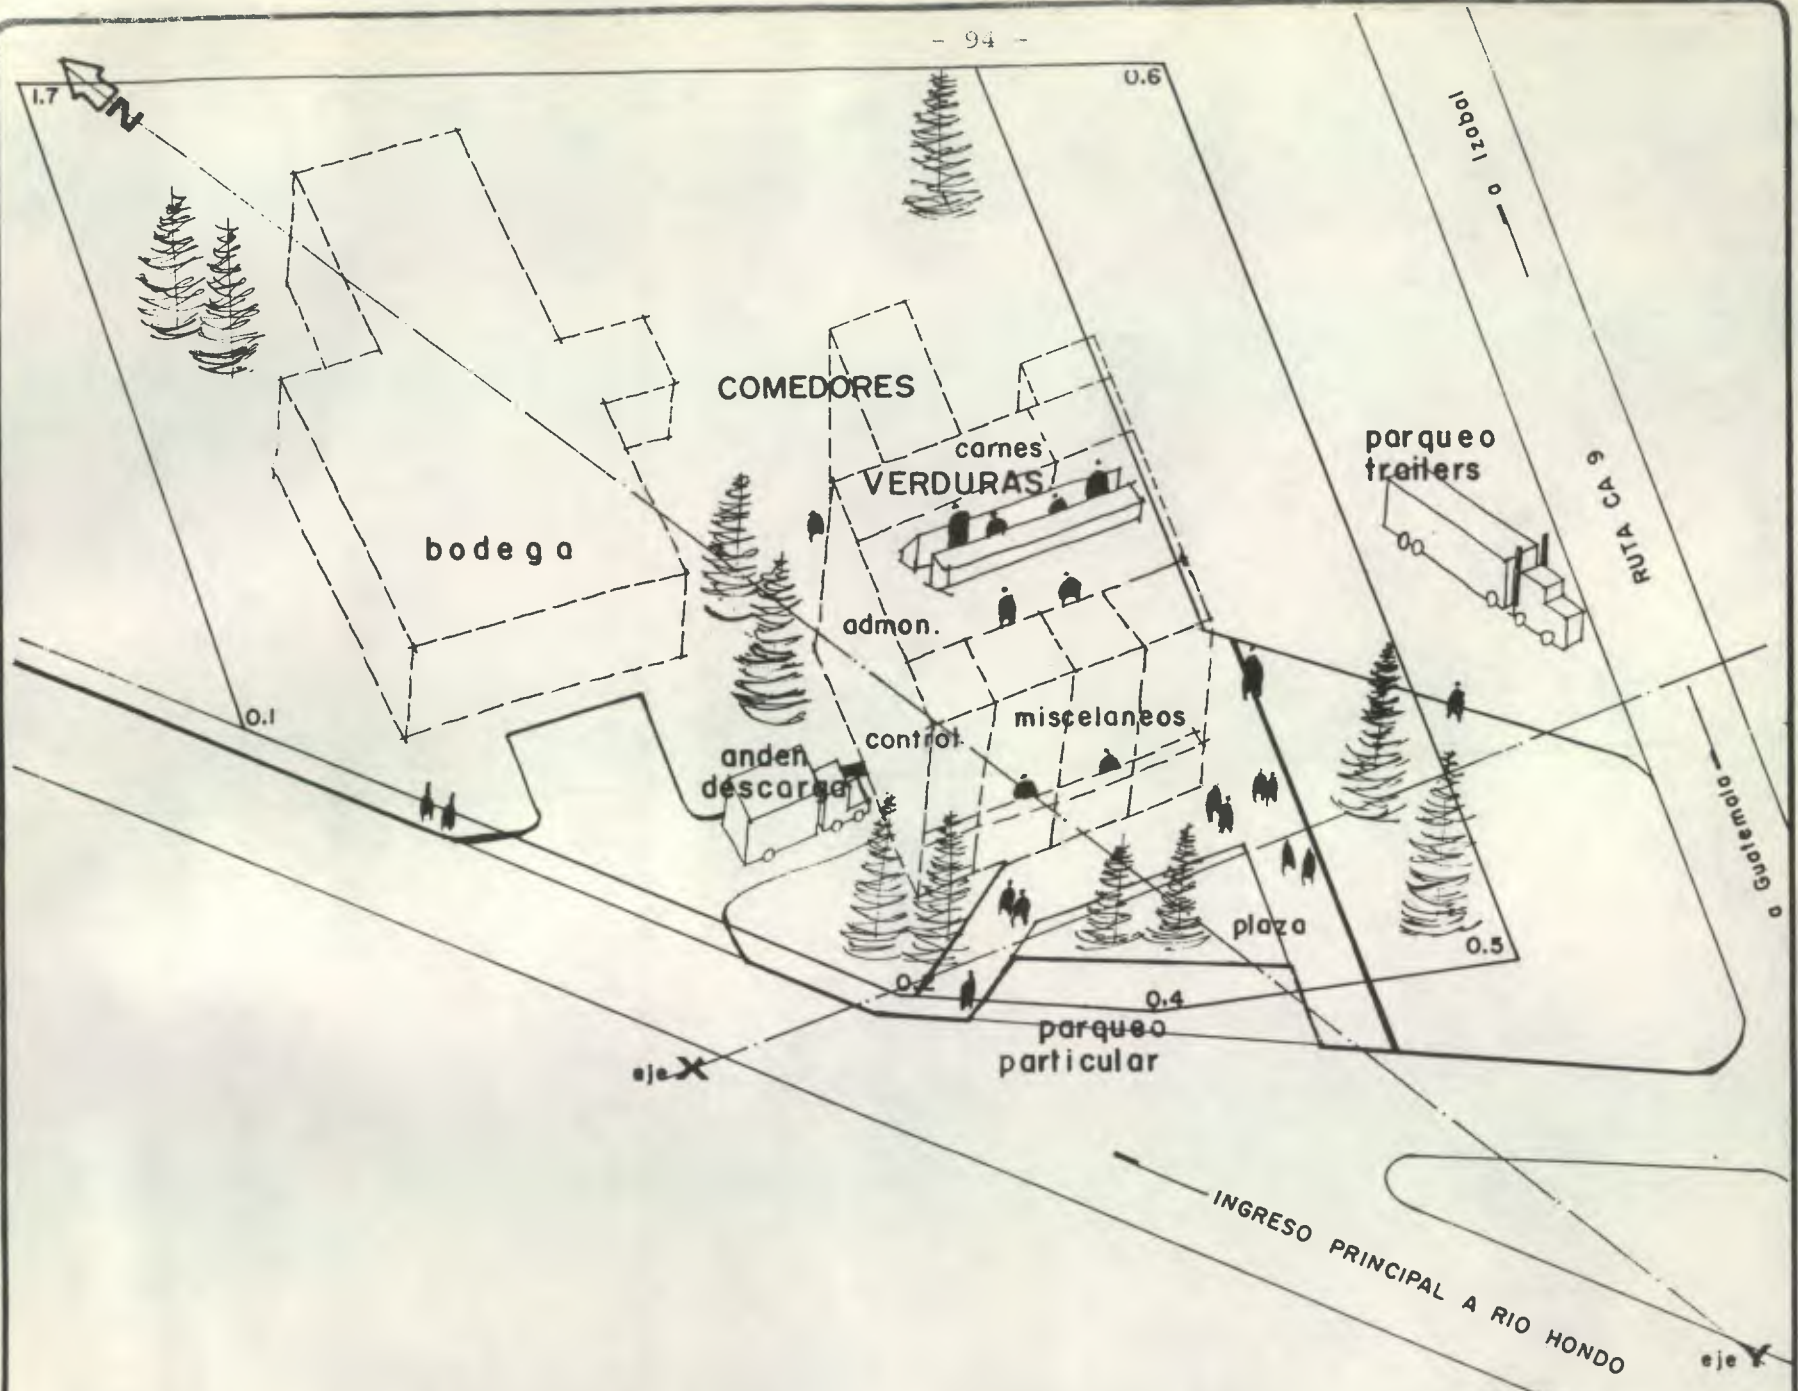 - 94 -
1.7
N
0.6
a Izabal
COMEDORES
carnes
VERDURAS
parqueo
trailers
RUTA CA 9
bodega
admon.
0.1
miscelaneos
control
anden
descarga
a Guatemala
plaza
0.5
0.2
0.4
parqueo
particular
eje X
INGRESO PRINCIPAL A RIO HONDO
eje Y